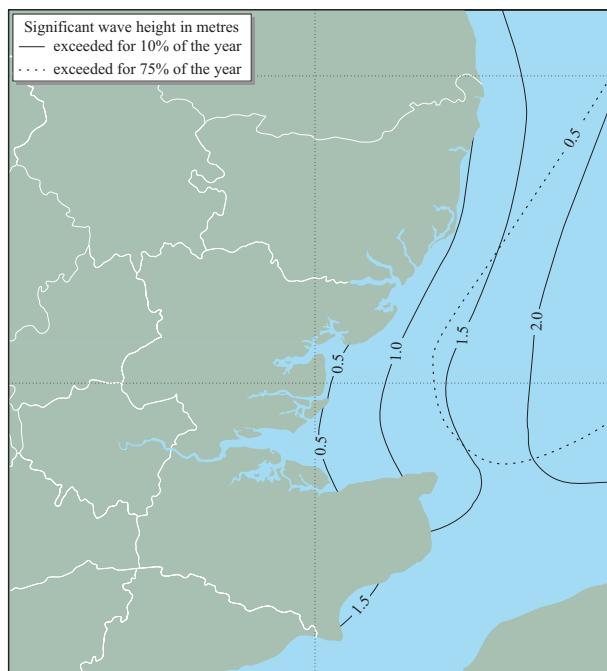 Significant wave height in metres
exceeded for 10% of the year
exceeded for 75% of the year
0.5
2.0
1.5
1.0
0.5
0.5
1.5